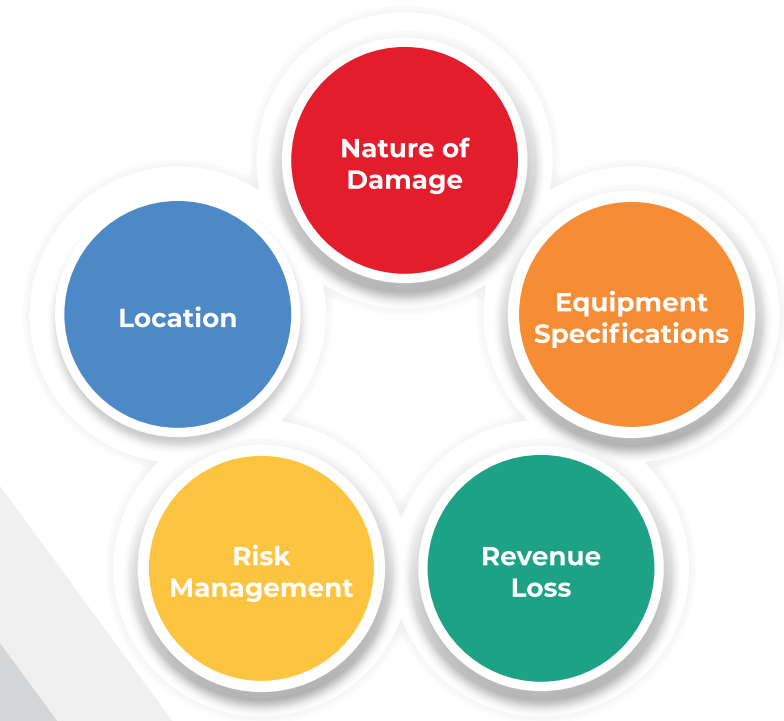 Nature of
Damage
Equipment
Specifications
Revenue
Loss
Risk
Management
Location